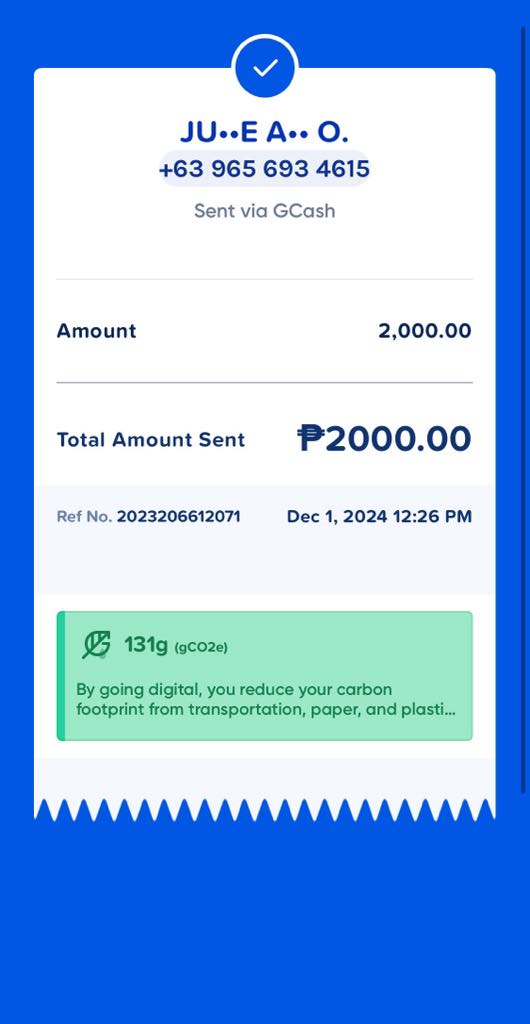 JU••E A•• O.
+63 965 693 4615
Sent via GCash
Amount 2,000.00
Total Amount Sent ₱2000.00
Ref No. 2023206612071 Dec 1, 2024 12:26 PM
131g (gCO2e)
By going digital, you reduce your carbon
footprint from transportation, paper, and plasti...